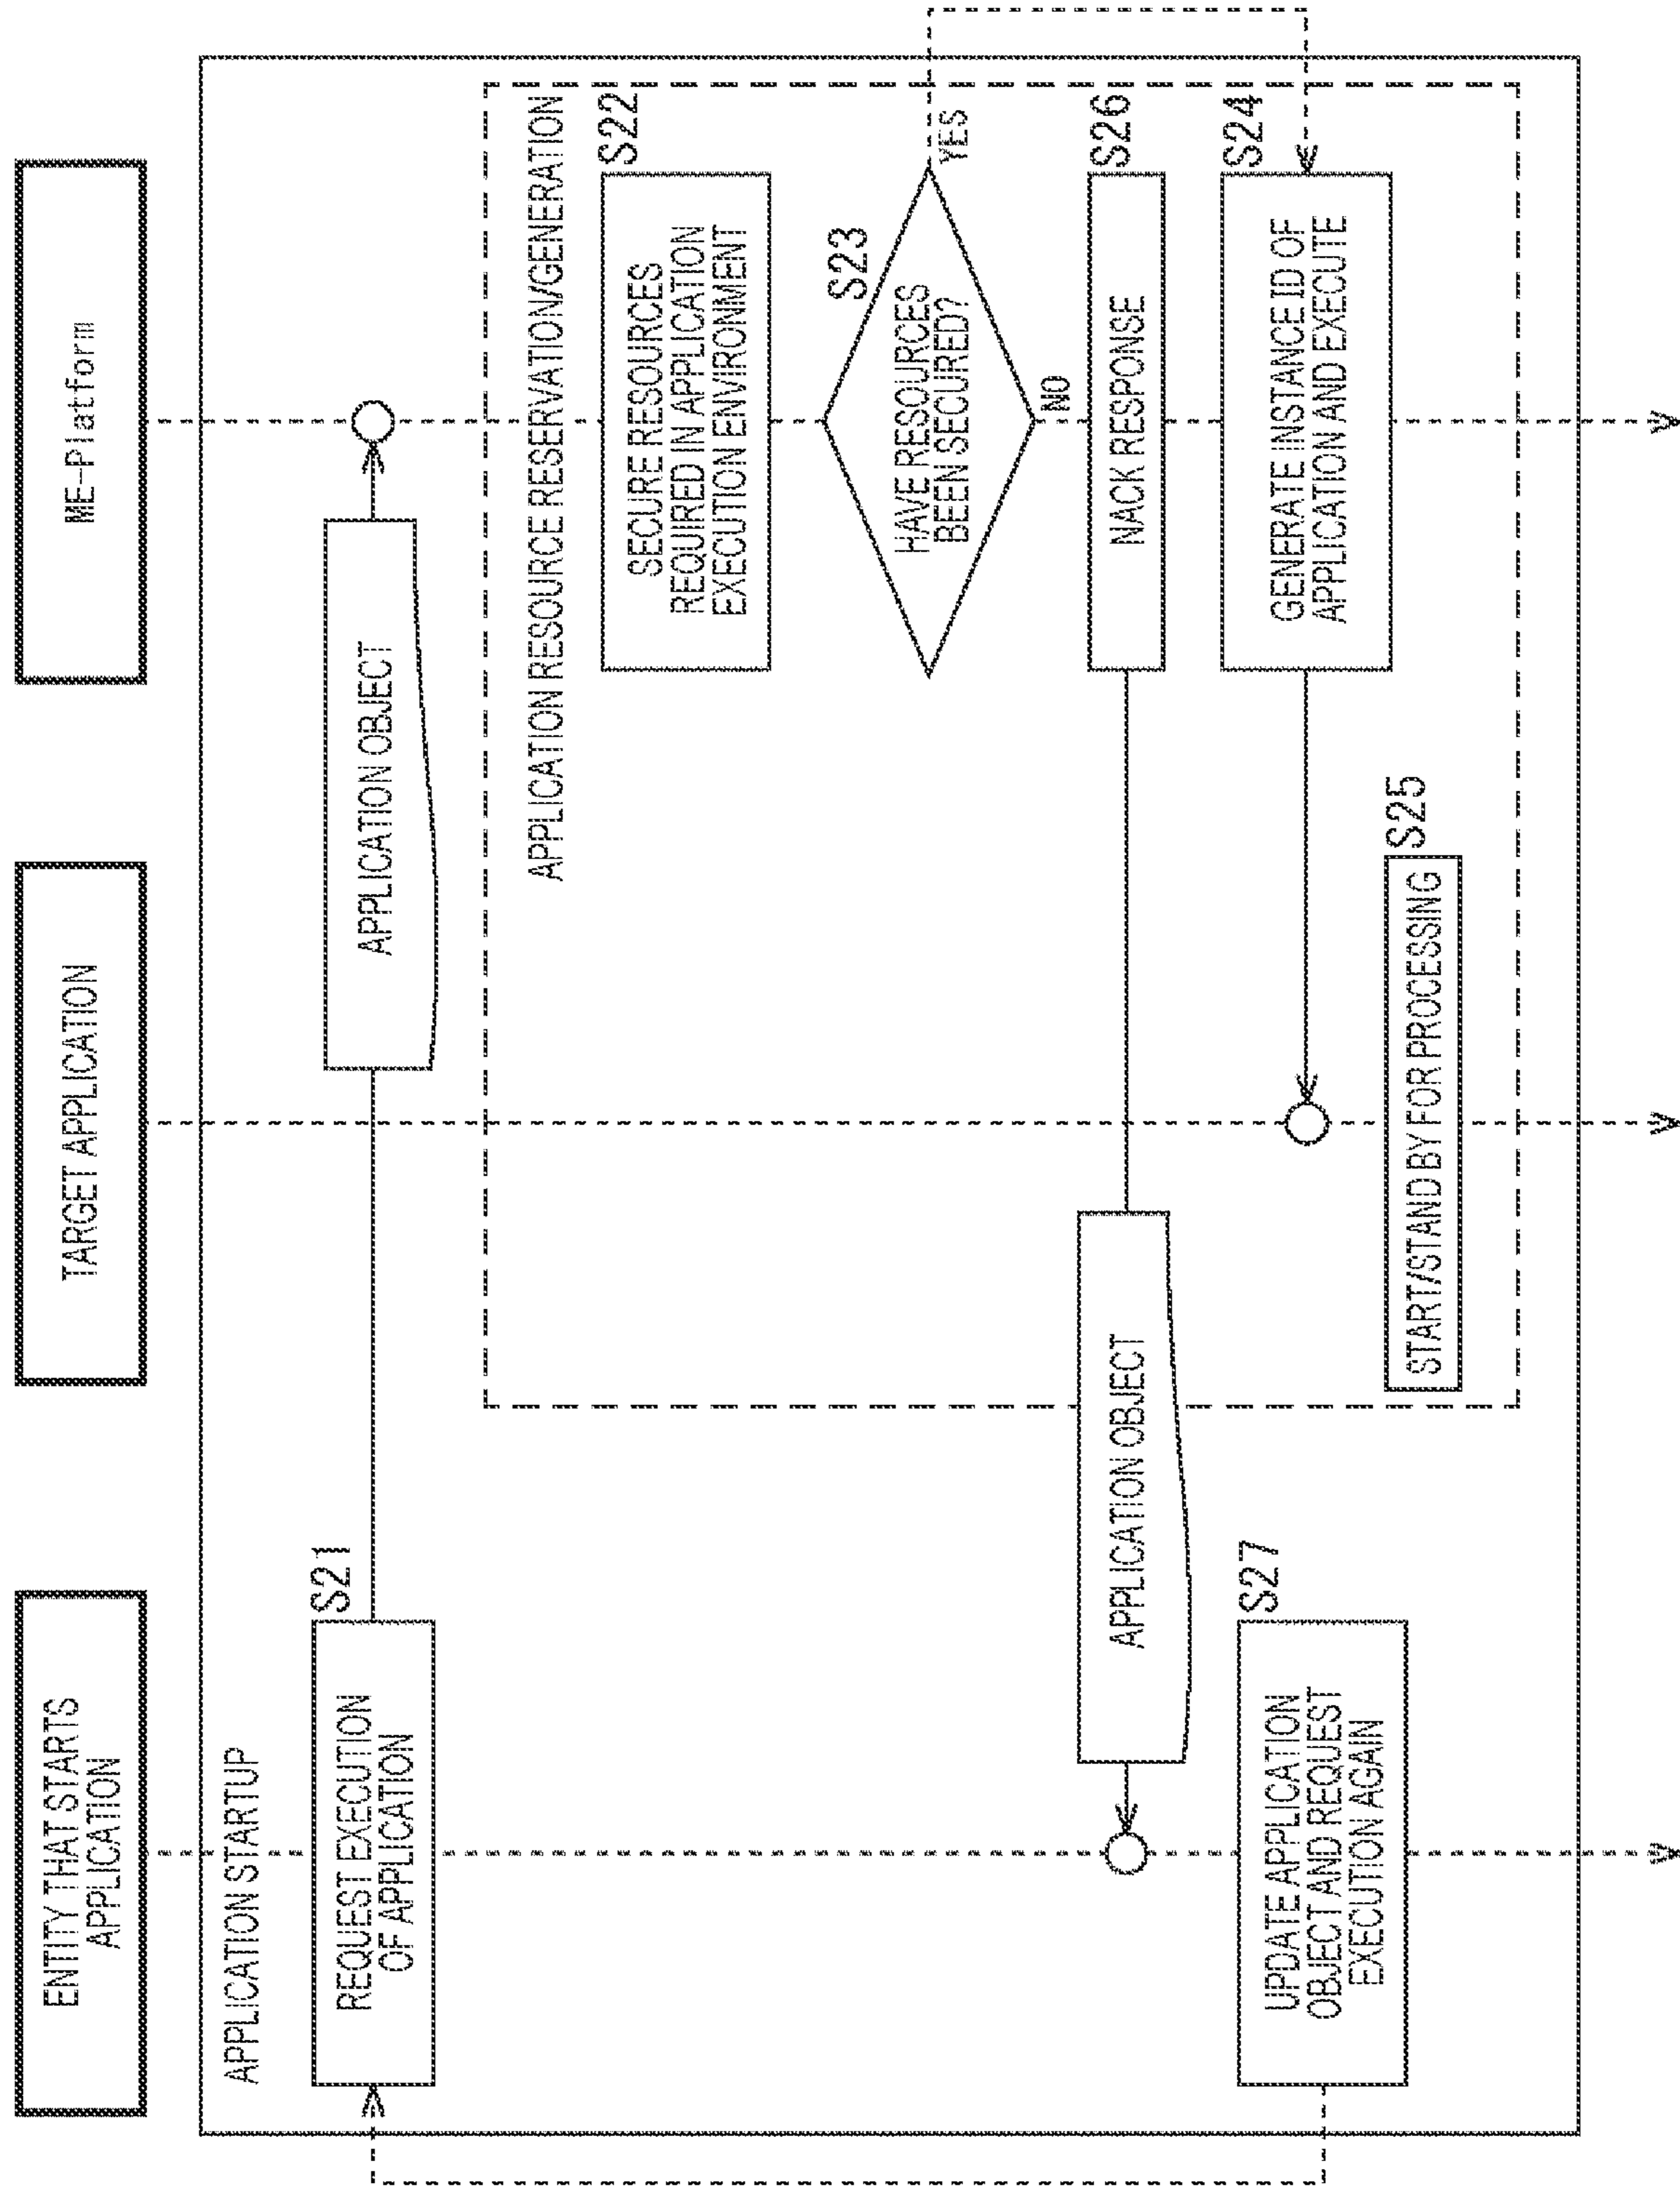 ENTITY THAT STARTS
APPLICATION
TARGET APPLICATION
ME-Platform
APPLICATION STARTUP
S21
REQUEST EXECUTION
OF APPLICATION
APPLICATION OBJECT
APPLICATION RESOURCE RESERVATION/GENERATION
S22
SECURE RESOURCES
REQUIRED IN APPLICATION
EXECUTION ENVIRONMENT
S23
HAVE RESOURCES
BEEN SECURED?
YES
NO
S26
NACK RESPONSE
APPLICATION OBJECT
S24
GENERATE INSTANCE ID OF
APPLICATION AND EXECUTE
S27
UPDATE APPLICATION
OBJECT AND REQUEST
EXECUTION AGAIN
S25
START/STAND BY FOR PROCESSING